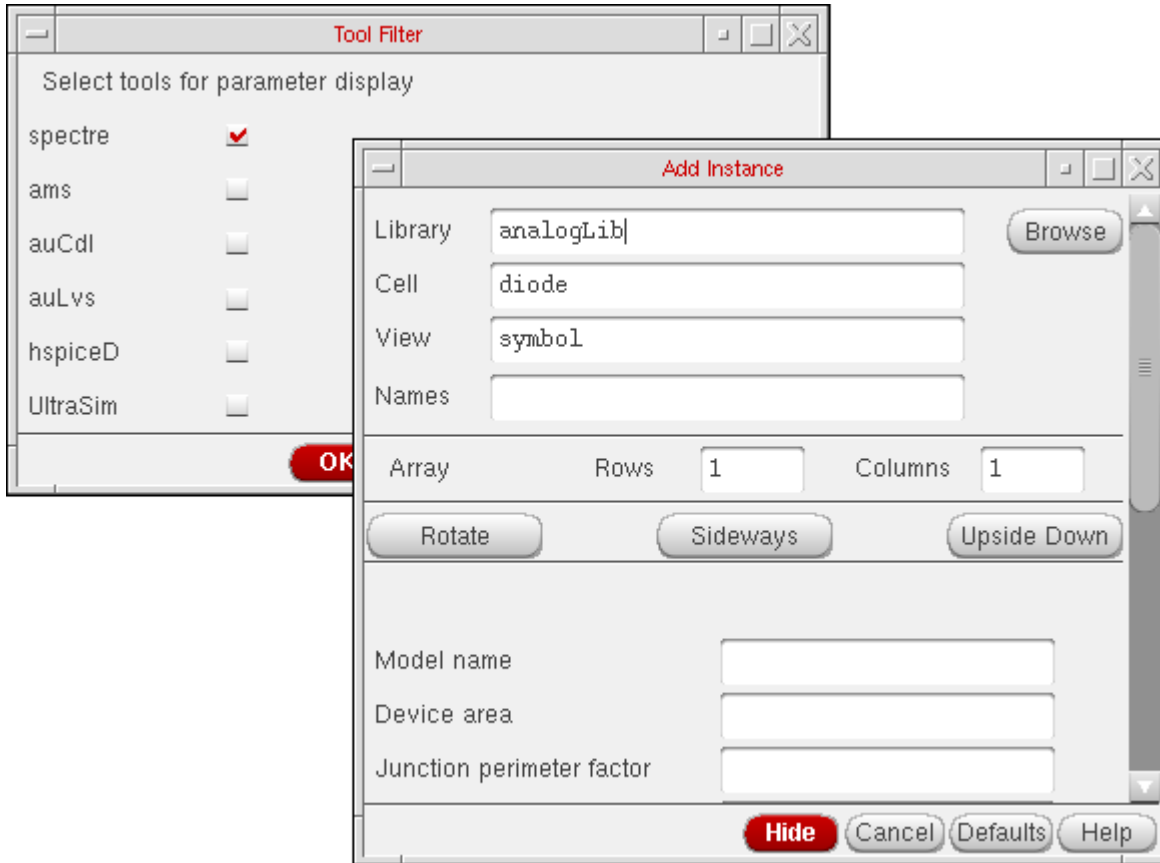 Tool Filter
Select tools for parameter display
spectre
ams
auCdl
auLvs
hspiceD
UltraSim
OK
Add Instance
Library analogLib Browse
Cell diode
View symbol
Names
Array Rows 1 Columns 1
Rotate Sideways Upside Down
Model name
Device area
Junction perimeter factor
Hide Cancel Defaults Help